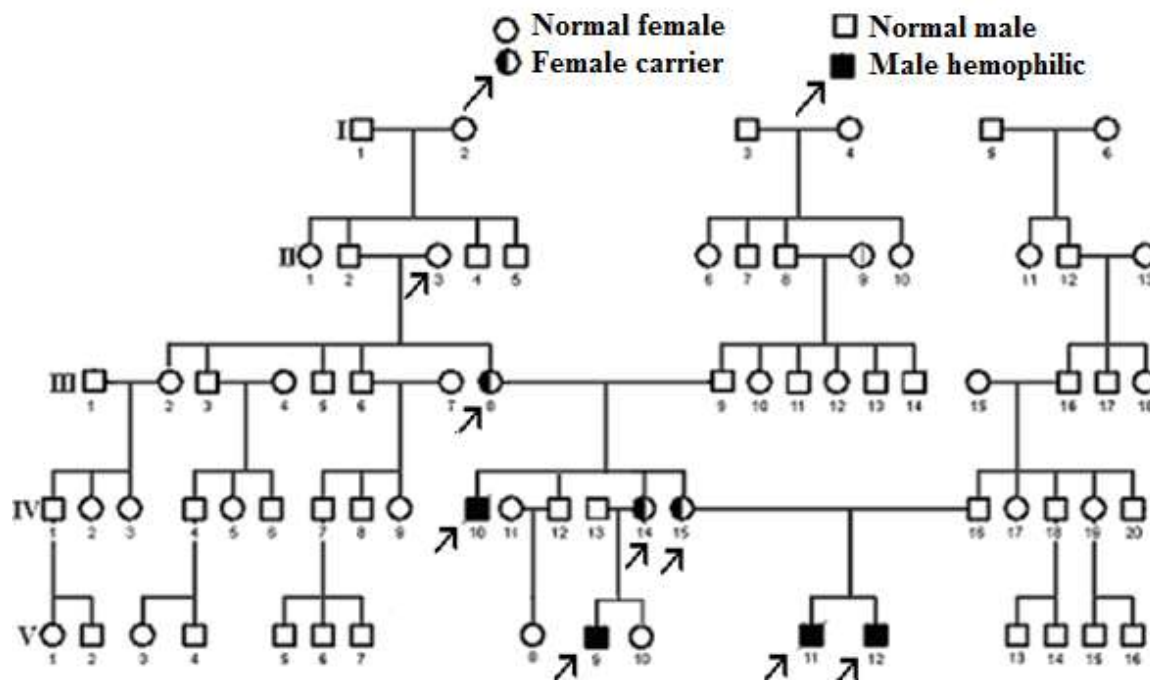 Normal female Normal male
Female carrier Male hemophilic
I
1 2 3 4 5 6
II
1 2 3 4 5 6 7 8 9 10 11 12 13
III
1 2 3 4 5 6 7 8 9 10 11 12 13 14 15 16 17 18
IV
1 2 3 4 5 6 7 8 9 10 11 12 13 14 15 16 17 18 19 20
V
1 2 3 4 5 6 7 8 9 10 11 12 13 14 15 16